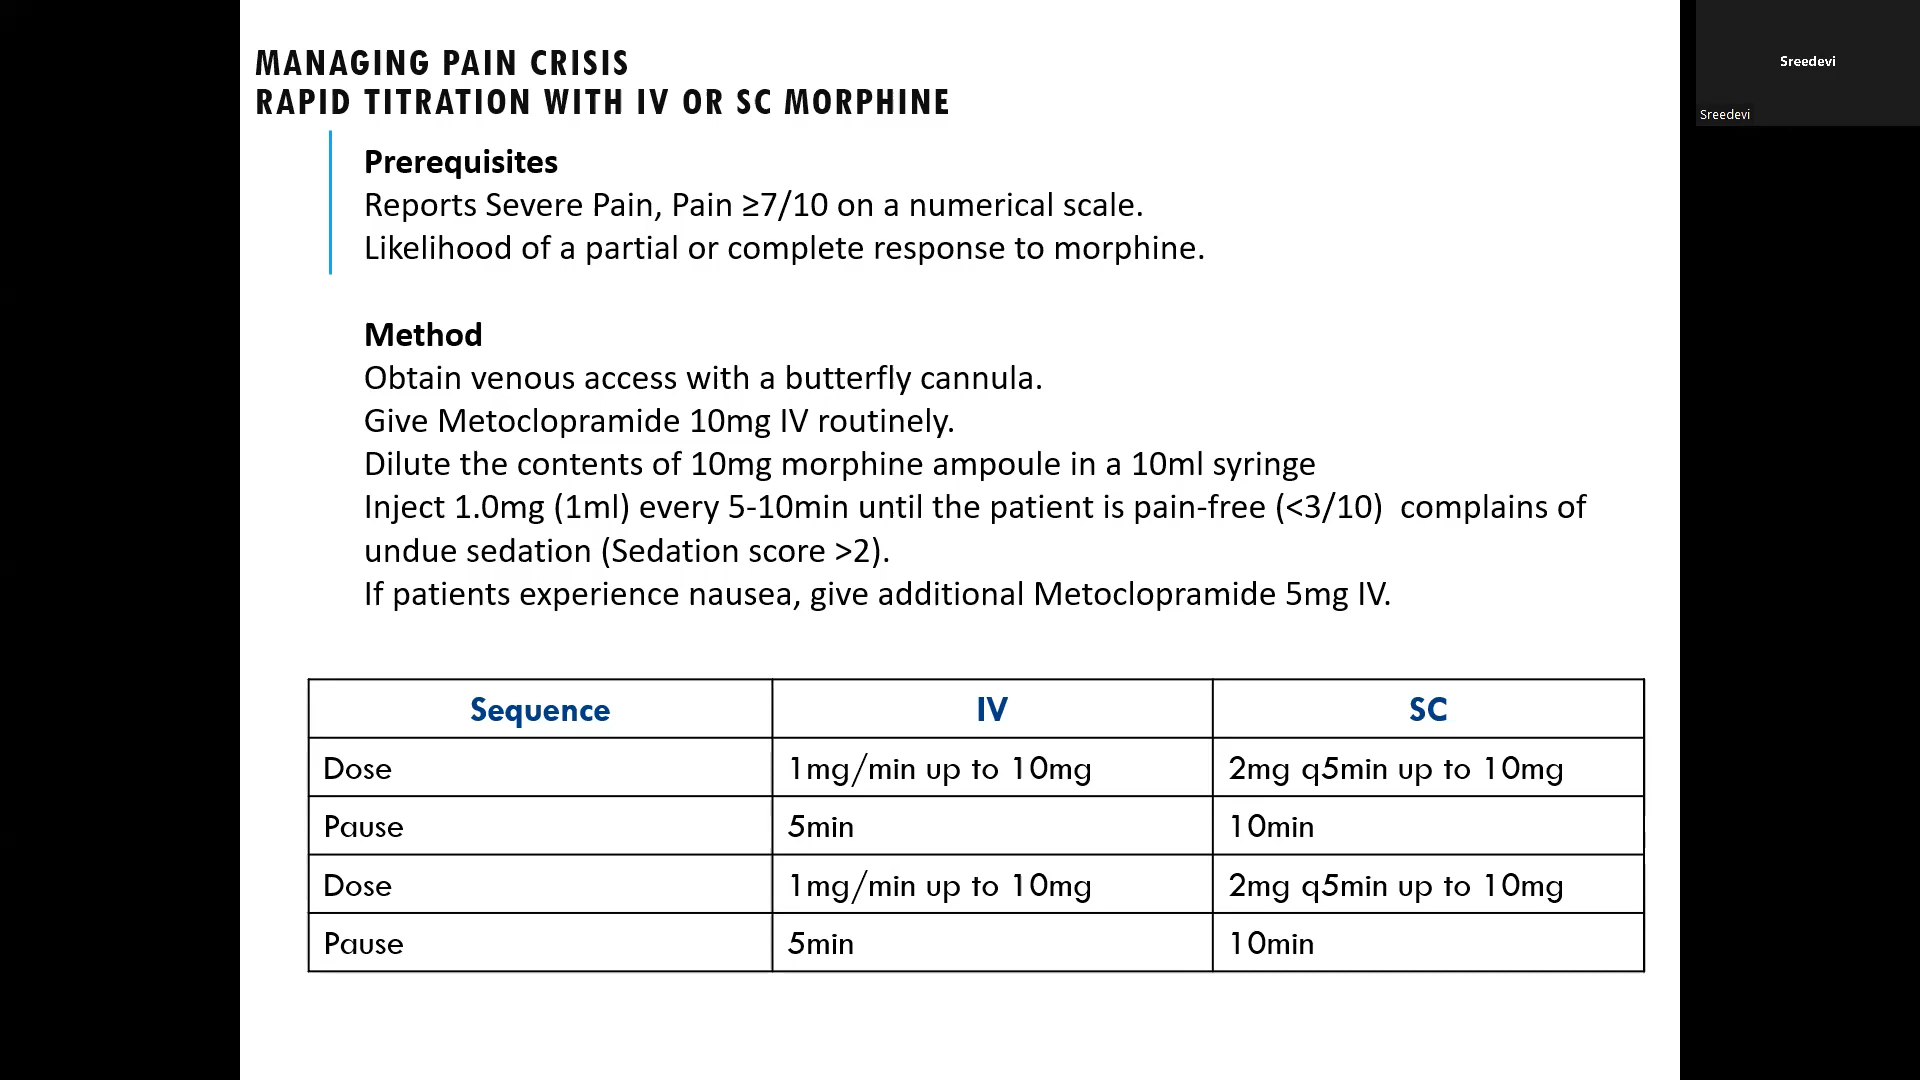 MANAGING PAIN CRISIS
RAPID TITRATION WITH IV OR SC MORPHINE
Prerequisites
Reports Severe Pain, Pain ≥7/10 on a numerical scale.
Likelihood of a partial or complete response to morphine.
Method
Obtain venous access with a butterfly cannula.
Give Metoclopramide 10mg IV routinely.
Dilute the contents of 10mg morphine ampoule in a 10ml syringe
Inject 1.0mg (1ml) every 5-10min until the patient is pain-free (<3/10)  complains of
undue sedation (Sedation score >2).
If patients experience nausea, give additional Metoclopramide 5mg IV.
Sequence IV SC
Dose 1mg/min up to 10mg 2mg q5min up to 10mg
Pause 5min 10min
Dose 1mg/min up to 10mg 2mg q5min up to 10mg
Pause 5min 10min
Sreedevi
Sreedevi